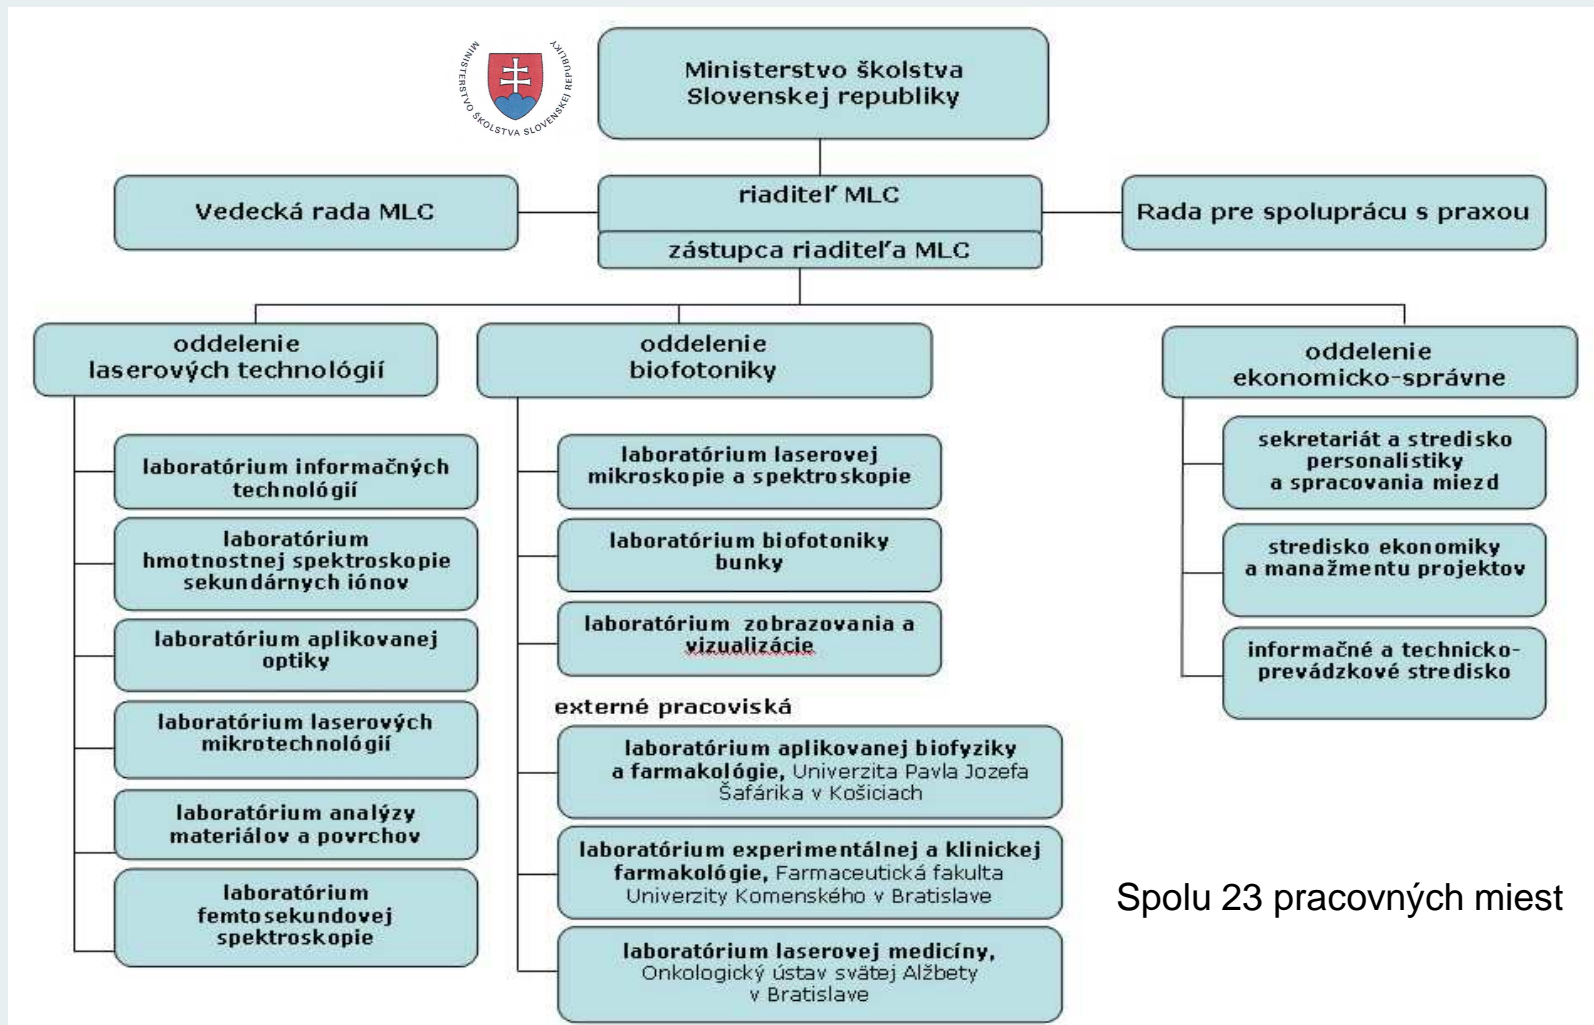 MINISTERSTVO ŠKOLSTVA SLOVENSKEJ REPUBLIKY
Ministerstvo školstva
Slovenskej republiky
Vedecká rada MLC
riaditeľ MLC
Rada pre spoluprácu s praxou
zástupca riaditeľa MLC
oddelenie
laserových technológií
laboratórium informačných
technológií
laboratórium
hmotnostnej spektroskopie
sekundárnych iónov
laboratórium aplikovanej
optiky
laboratórium laserových
mikrotechnológií
laboratórium analýzy
materiálov a povrchov
laboratórium
femtosekundovej
spektroskopie
oddelenie
biofotoniky
laboratórium laserovej
mikroskopie a spektroskopie
laboratórium biofotoniky
bunky
laboratórium zobrazovania a
vizualizácie
externé pracoviská
laboratórium aplikovanej biofyziky
a farmakológie, Univerzita Pavla Jozefa
Šafárika v Košiciach
laboratórium experimentálnej a klinickej
farmakológie, Farmaceutická fakulta
Univerzity Komenského v Bratislave
laboratórium laserovej medicíny,
Onkologický ústav svätej Alžbety
v Bratislave
oddelenie
ekonomicko-správne
sekretariát a stredisko
personalistiky
a spracovania miezd
stredisko ekonomiky
a manažmentu projektov
informačné a technicko-
prevádzkové stredisko
Spolu 23 pracovných miest